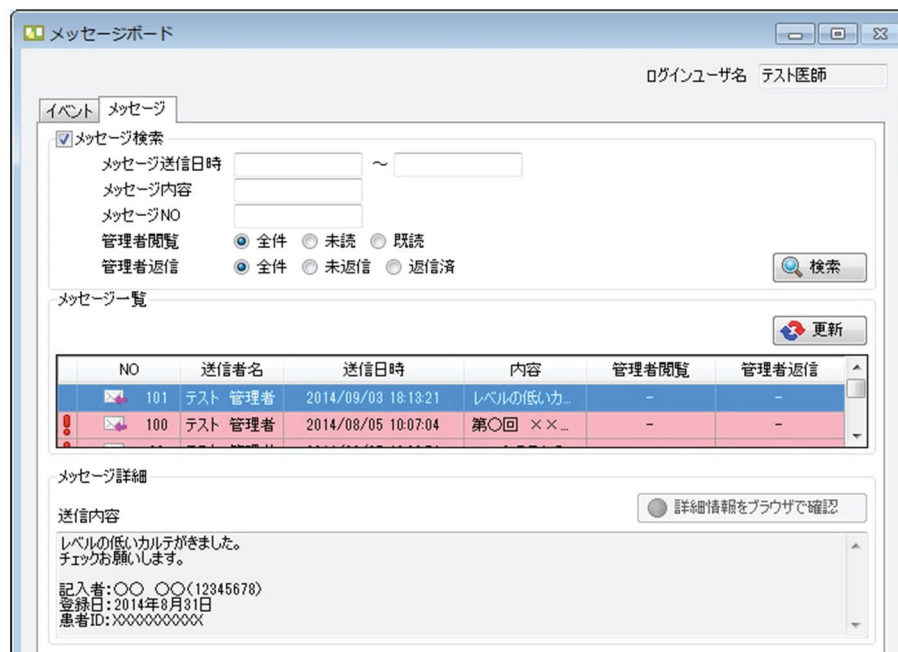 メッセージボード
ログインユーザ名 テスト医師
イベント メッセージ
メッセージ検索
メッセージ送信日時 ～
メッセージ内容
メッセージNO
管理者閲覧 全件 未読 既読
管理者返信 全件 未返信 返信済
検索
メッセージ一覧
更新
NO 送信者名 送信日時 内容 管理者閲覧 管理者返信
101 テスト 管理者 2014/09/03 18:13:21 レベルの低いカ... - -
100 テスト 管理者 2014/08/05 10:07:04 第〇回 ××... - -
メッセージ詳細
詳細情報をブラウザで確認
送信内容
レベルの低いカルテがきました。
チェックお願いします。
記入者:〇〇 〇〇(12345678)
登録日:2014年8月31日
患者ID:XXXXXXXXXX